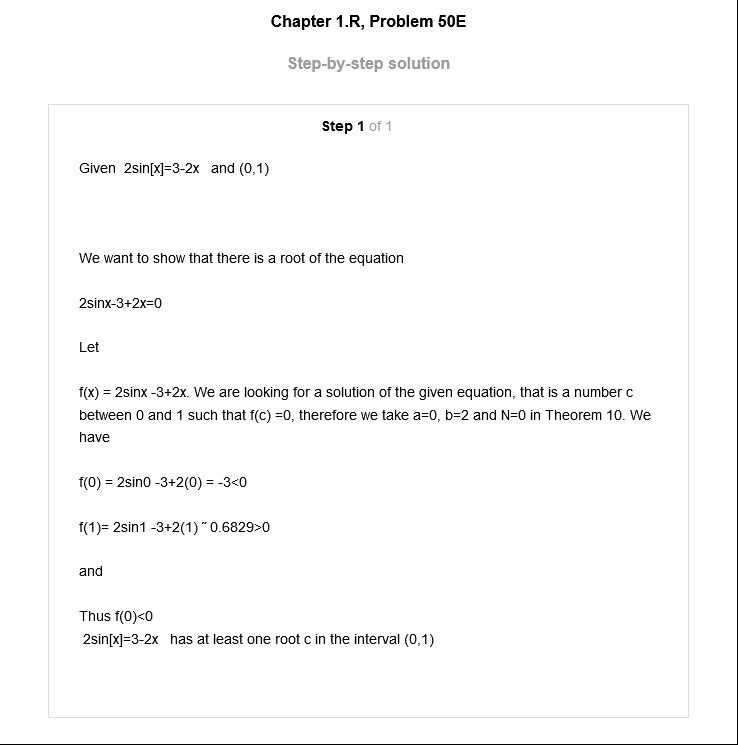 Chapter 1.R, Problem 50E
Step-by-step solution
Step 1 of 1
Given 2sin[x]=3-2x and (0,1)
We want to show that there is a root of the equation
2sinx-3+2x=0
Let
f(x) = 2sinx -3+2x. We are looking for a solution of the given equation, that is a number c
between 0 and 1 such that f(c) =0, therefore we take a=0, b=2 and N=0 in Theorem 10. We
have
f(0) = 2sin0 -3+2(0) = -3<0
f(1)= 2sin1 -3+2(1) ~ 0.6829>0
and
Thus f(0)<0
2sin[x]=3-2x has at least one root c in the interval (0,1)